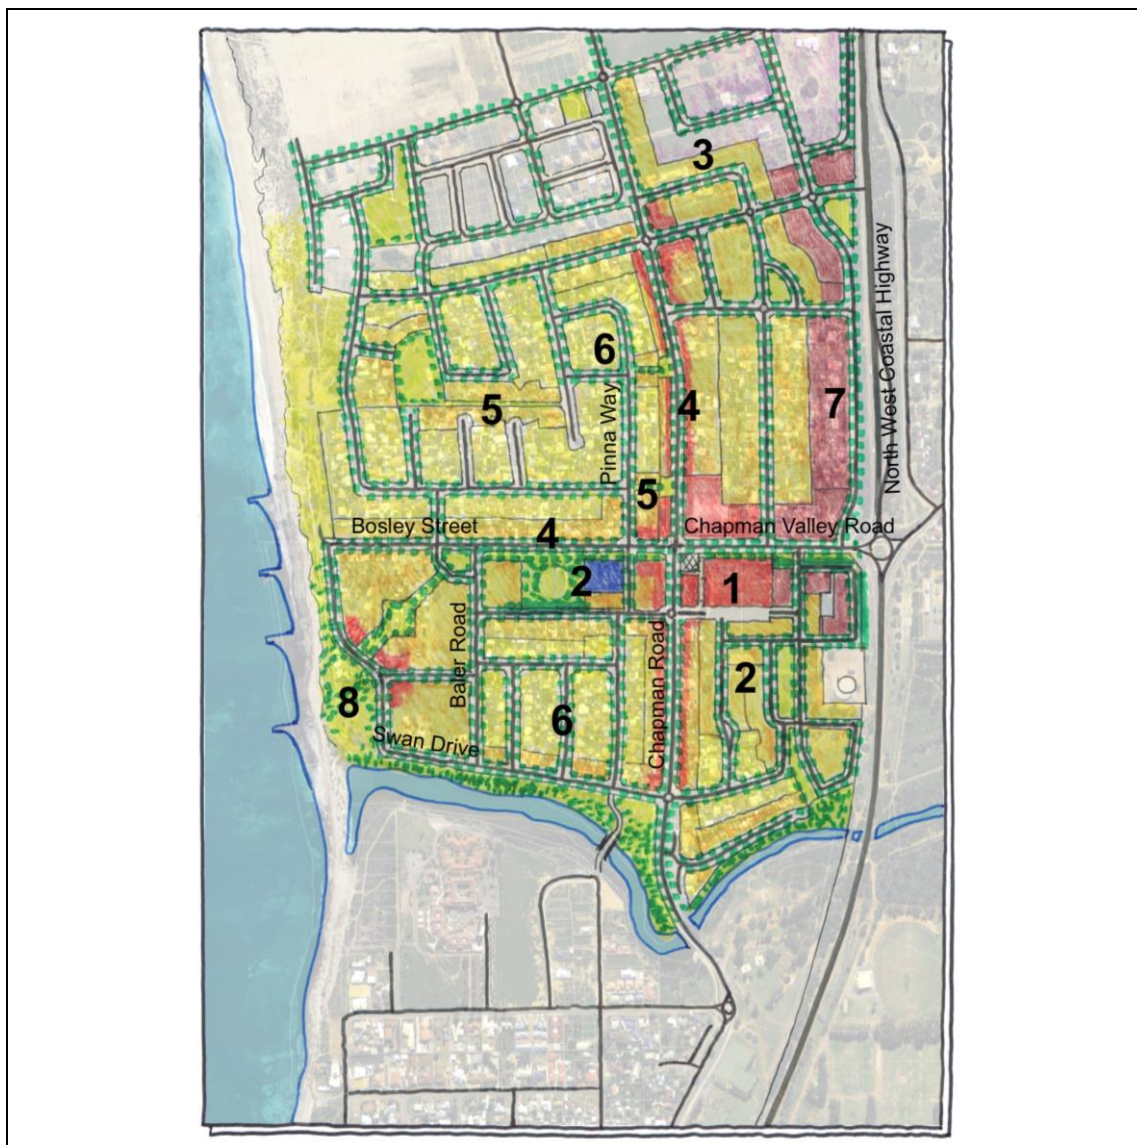 3
North West Coastal Highway
6
Pinna Way
5
4
7
5
Bosley Street
Chapman Valley Road
4
2
1
Baler Road
Chapman Road
2
8
6
Swan Drive